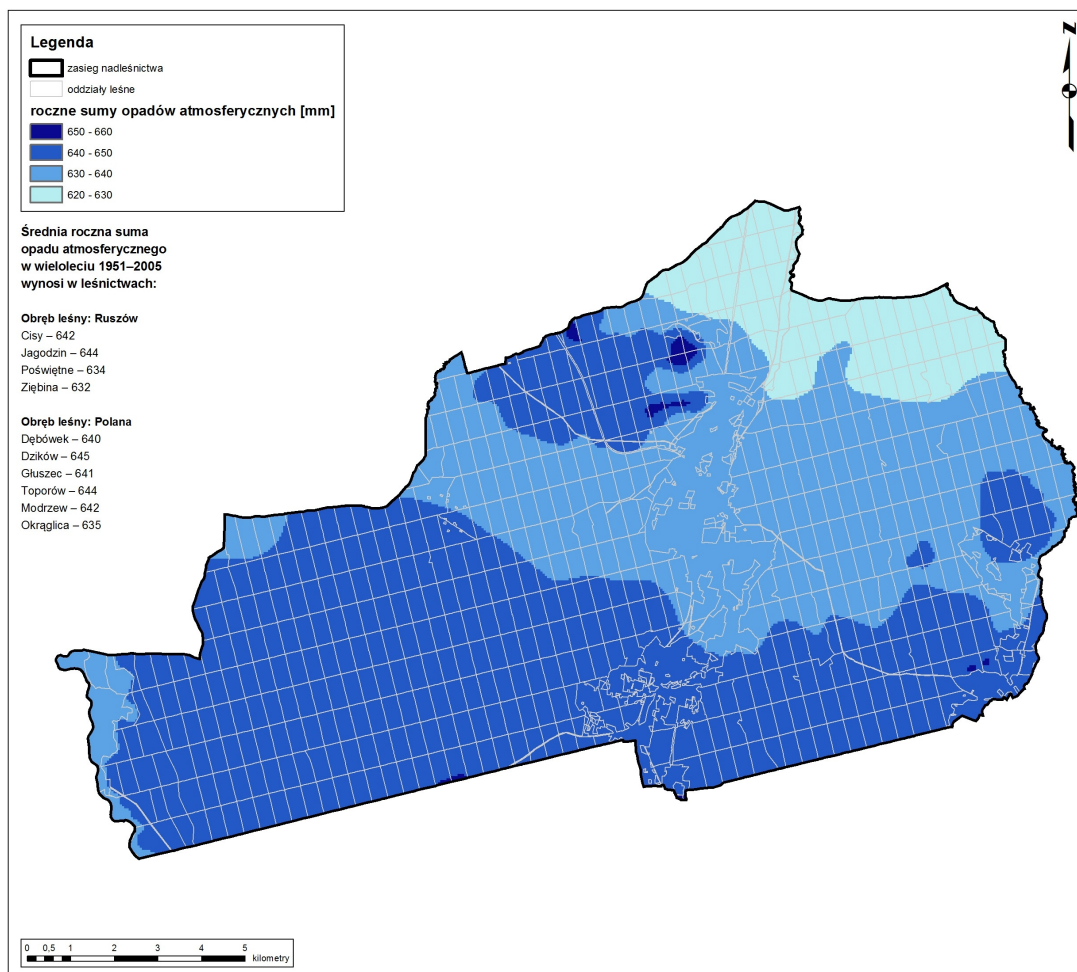 Legenda
zasieg nadleśnictwa
oddziały leśne
roczne sumy opadów atmosferycznych [mm]
650 - 660
640 - 650
630 - 640
620 - 630
Średnia roczna suma
opadu atmosferycznego
w wieloleciu 1951–2005
wynosi w leśnictwach:
Obręb leśny: Ruszów
Cisy – 642
Jagodzin – 644
Poświętne – 634
Ziębina – 632
Obręb leśny: Polana
Dębówek – 640
Dzików – 645
Głuszec – 641
Toporów – 644
Modrzew – 642
Okrąglica – 635
N
0 0,5 1 2 3 4 5
kilometry